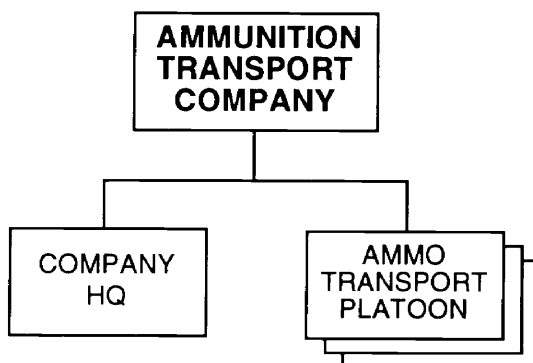 AMMUNITION
TRANSPORT
COMPANY
COMPANY
HQ
AMMO
TRANSPORT
PLATOON